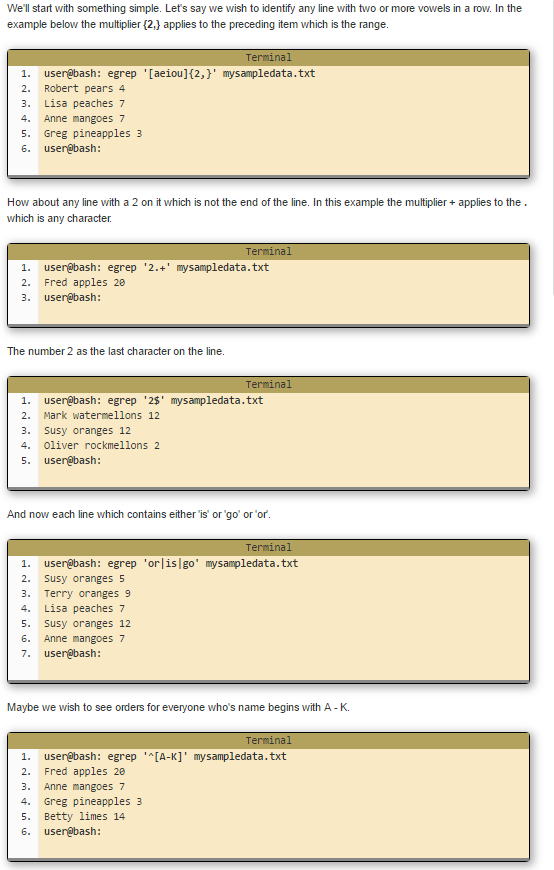 We'll start with something simple. Let's say we wish to identify any line with two or more vowels in a row. In the
example below the multiplier {2,} applies to the preceding item which is the range.
Terminal
1. user@bash: egrep '[aeiou]{2,}' mysampledata.txt
2. Robert pears 4
3. Lisa peaches 7
4. Anne mangoes 7
5. Greg pineapples 3
6. user@bash:
How about any line with a 2 on it which is not the end of the line. In this example the multiplier + applies to the .
which is any character.
Terminal
1. user@bash: egrep '2.+' mysampledata.txt
2. Fred apples 20
3. user@bash:
The number 2 as the last character on the line.
Terminal
1. user@bash: egrep '2$' mysampledata.txt
2. Mark watermellons 12
3. Susy oranges 12
4. Oliver rockmellons 2
5. user@bash:
And now each line which contains either 'is' or 'go' or 'or'.
Terminal
1. user@bash: egrep 'or|is|go' mysampledata.txt
2. Susy oranges 5
3. Terry oranges 9
4. Lisa peaches 7
5. Susy oranges 12
6. Anne mangoes 7
7. user@bash:
Maybe we wish to see orders for everyone who's name begins with A - K.
Terminal
1. user@bash: egrep '^[A-K]' mysampledata.txt
2. Fred apples 20
3. Anne mangoes 7
4. Greg pineapples 3
5. Betty limes 14
6. user@bash: